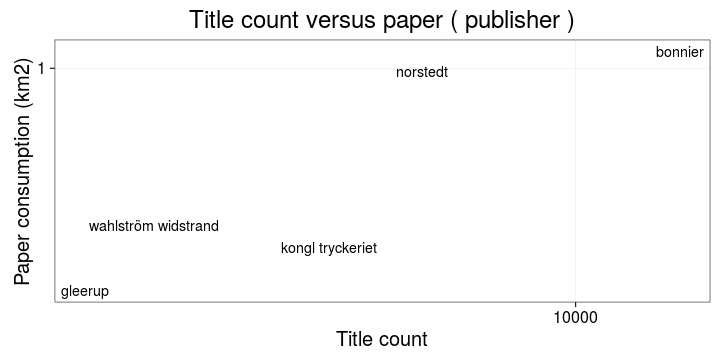 Title count versus paper ( publisher )
Paper consumption (km2)
1
bonnier
norstedt
wahlström widstrand
kongl tryckeriet
gleerup
10000
Title count